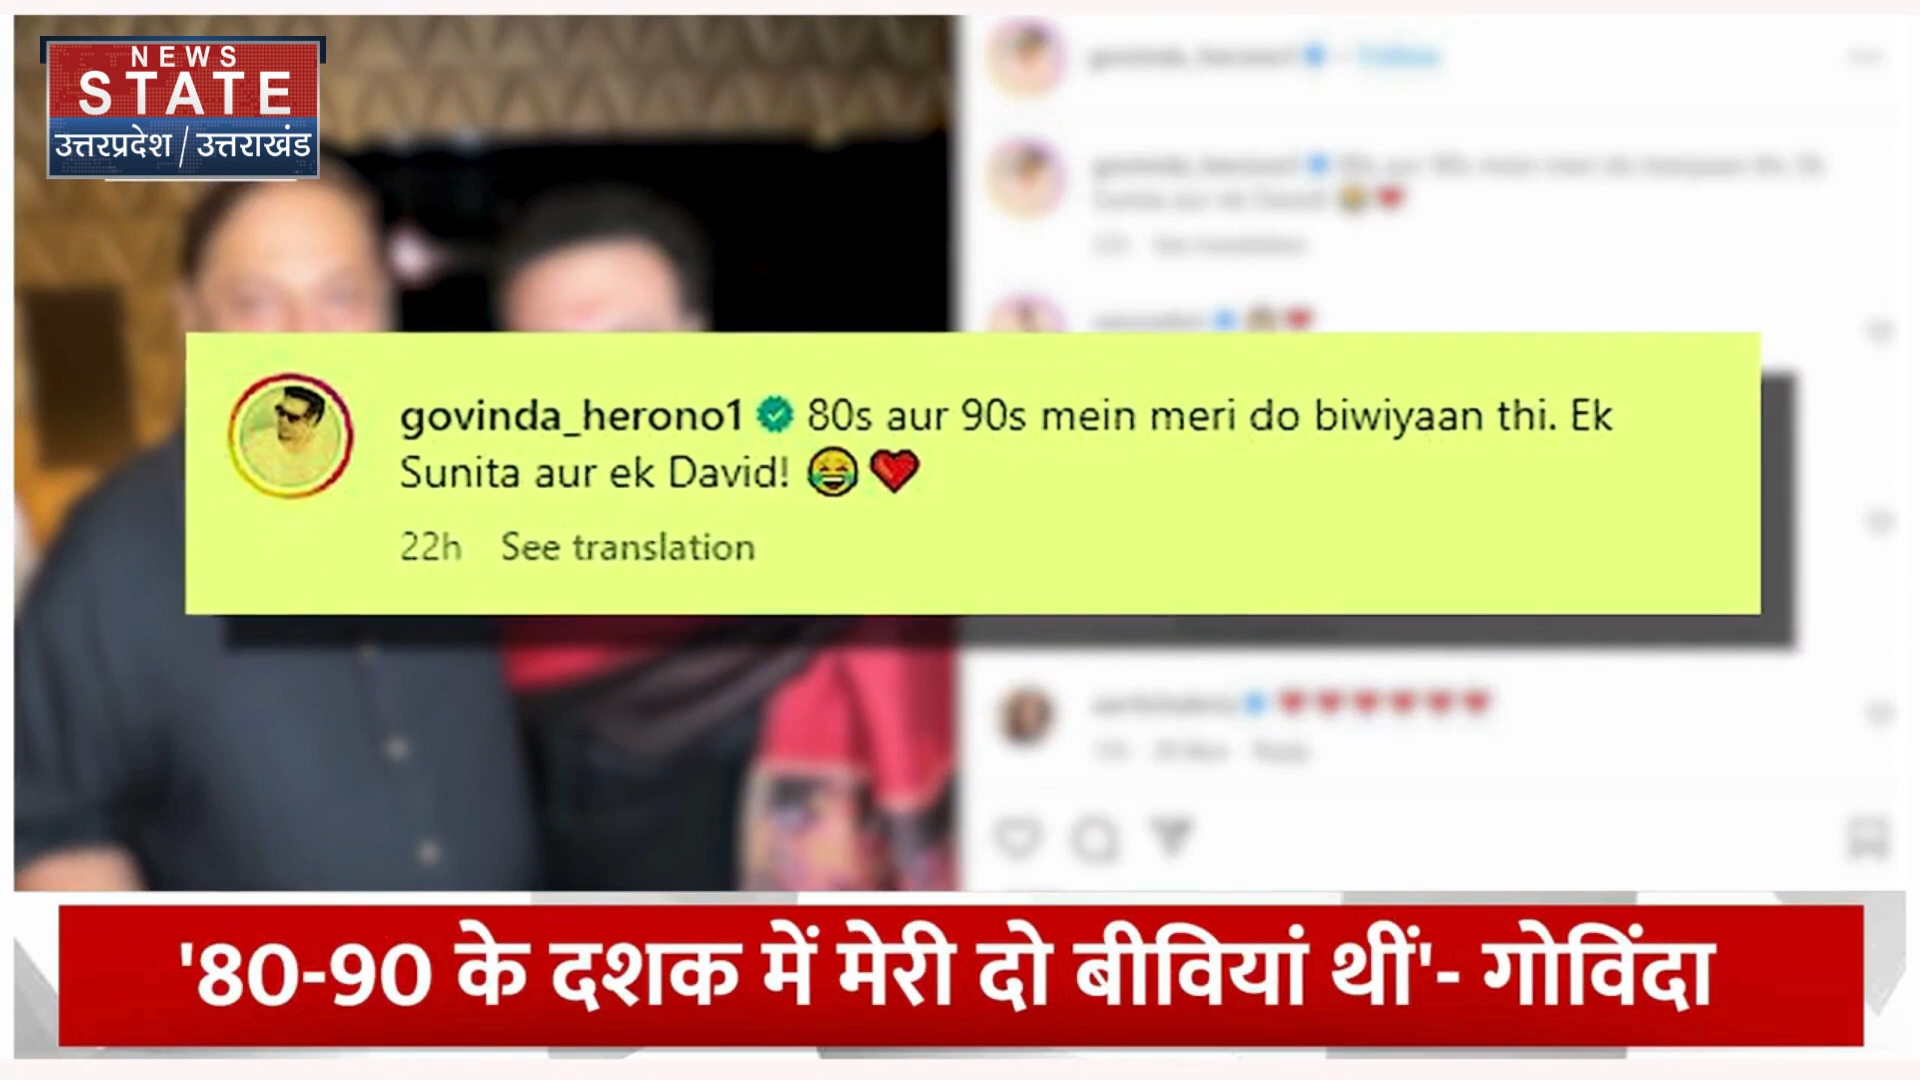 NEWS
STATE
उत्तरप्रदेश / उत्तराखंड
govinda_herono1 80s aur 90s mein meri do biwiyaan thi. Ek
Sunita aur ek David! 😂❤️
22h See translation
'80-90 के दशक में मेरी दो बीवियां थीं'- गोविंदा